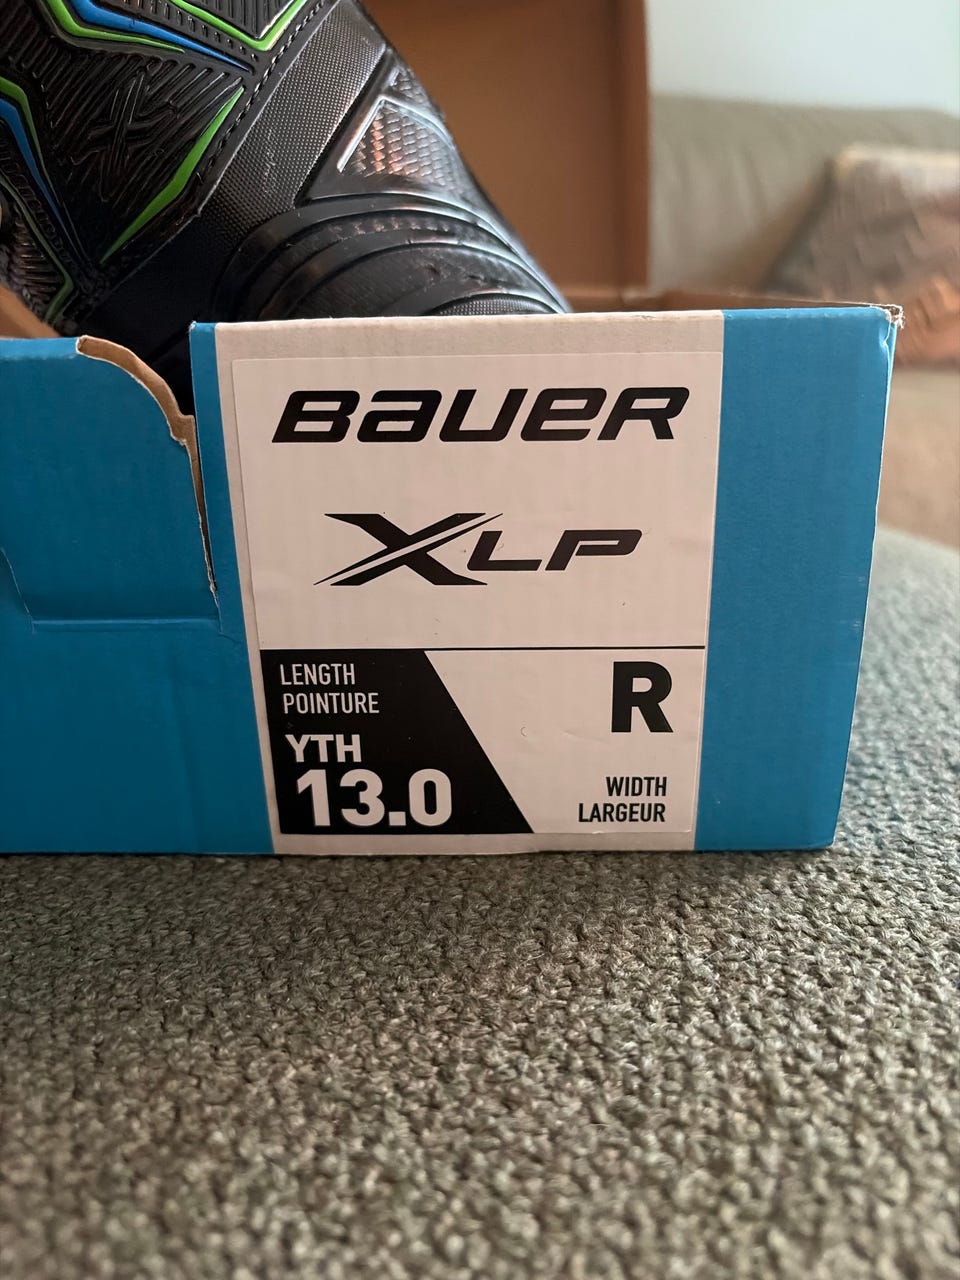 BAUER
XLP
LENGTH
POINTURE
YTH
13.0
R
WIDTH
LARGEUR